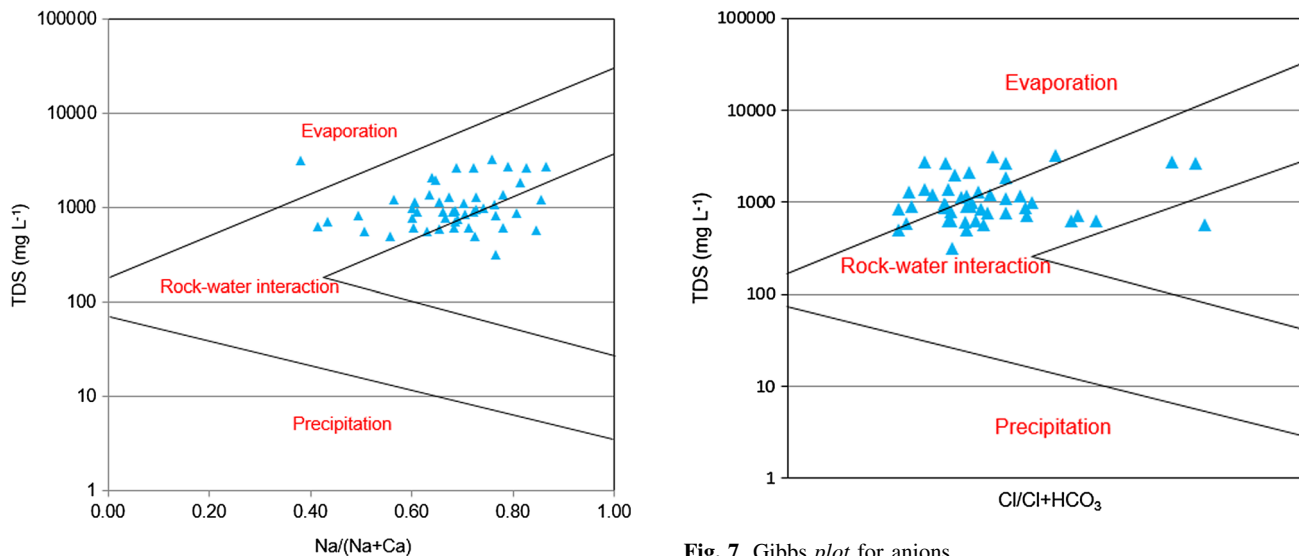 100000
10000
1000
100
10
1
TDS (mg L-1)
Evaporation
Rock-water interaction
Precipitation
0.00 0.20 0.40 0.60 0.80 1.00
Na/(Na+Ca)
100000
10000
1000
100
10
1
TDS (mg L-1)
Evaporation
Rock-water interaction
Precipitation
Cl/Cl+HCO3
Fig. 7 Gibbs plot for anions